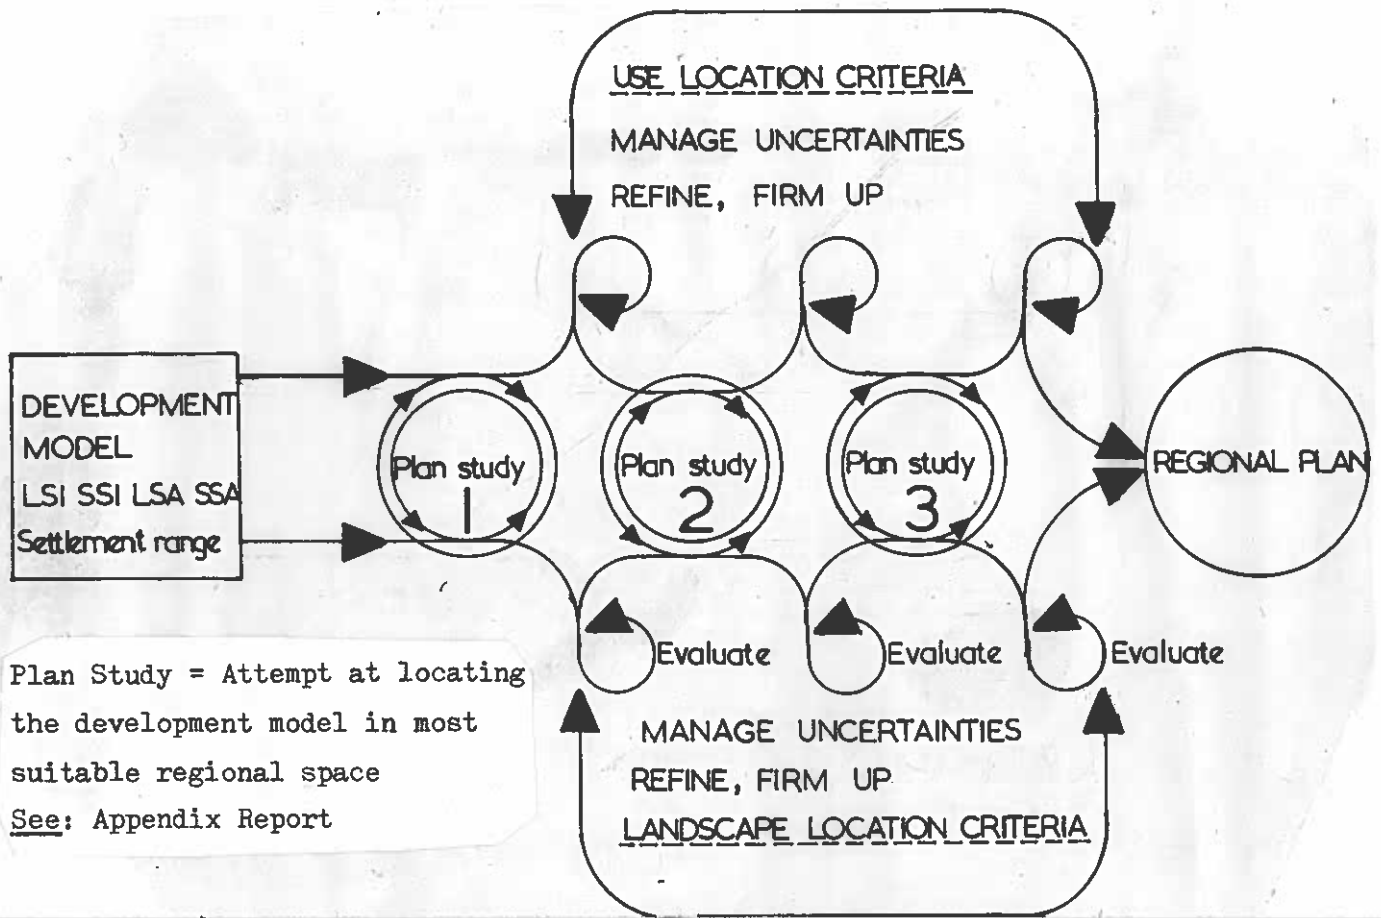 USE LOCATION CRITERIA
MANAGE UNCERTAINTIES
REFINE, FIRM UP
DEVELOPMENT
MODEL
LSI SSI LSA SSA
Settlement range
Plan study
1
Plan study
2
Plan study
3
REGIONAL PLAN
Evaluate
Evaluate
Evaluate
Plan Study = Attempt at locating
the development model in most
suitable regional space
See: Appendix Report
MANAGE UNCERTAINTIES
REFINE, FIRM UP
LANDSCAPE LOCATION CRITERIA